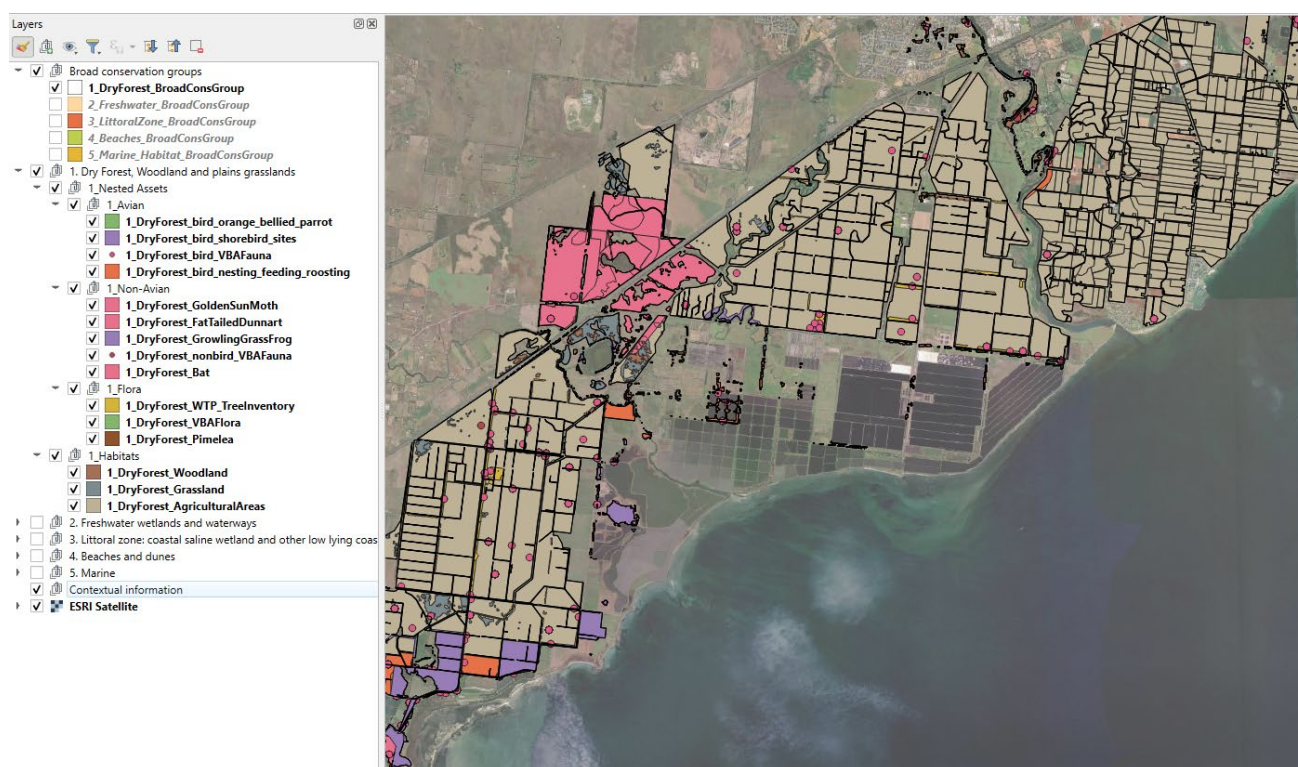 Layers
Broad conservation groups
1_DryForest_BroadConsGroup
2_Freshwater_BroadConsGroup
3_LittoralZone_BroadConsGroup
4_Beaches_BroadConsGroup
5_Marine_Habitat_BroadConsGroup
1. Dry Forest, Woodland and plains grasslands
1_Nested Assets
1_Avian
1_DryForest_bird_orange_bellied_parrot
1_DryForest_bird_shorebird_sites
1_DryForest_bird_VBAFauna
1_DryForest_bird_nesting_feeding_roosting
1_Non-Avian
1_DryForest_GoldenSunMoth
1_DryForest_FatTailedDunnart
1_DryForest_GrowlingGrassFrog
1_DryForest_nonbird_VBAFauna
1_DryForest_Bat
1_Flora
1_DryForest_WTP_TreeInventory
1_DryForest_VBAFlora
1_DryForest_Pimelea
1_Habitats
1_DryForest_Woodland
1_DryForest_Grassland
1_DryForest_AgriculturalAreas
2. Freshwater wetlands and waterways
3. Littoral zone: coastal saline wetland and other low lying coas
4. Beaches and dunes
5. Marine
Contextual information
ESRI Satellite